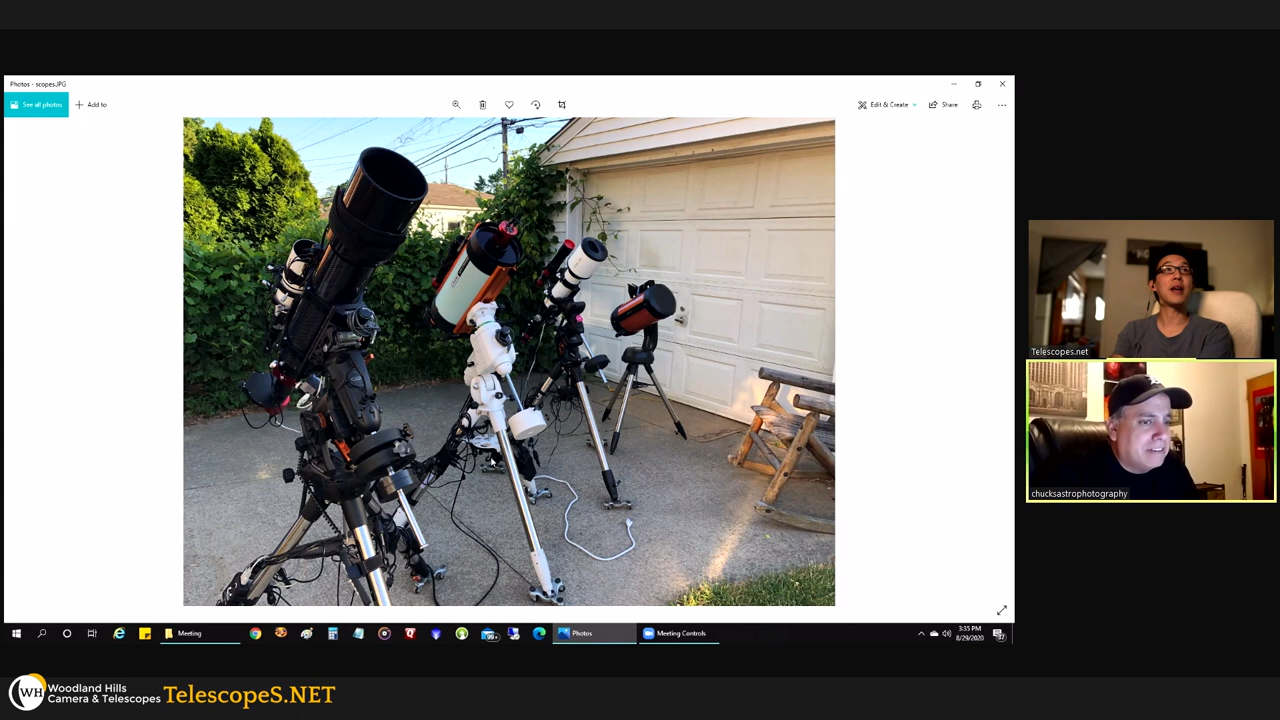 Photos - scopes.JPG
See all photos
Add to
Edit & Create
Share
Telescopes.net
chucksastrophotography
Meeting
Photos
Meeting Controls
3:35 PM
8/29/2020
WH
Woodland Hills
Camera & Telescopes
TelescopeS.NET